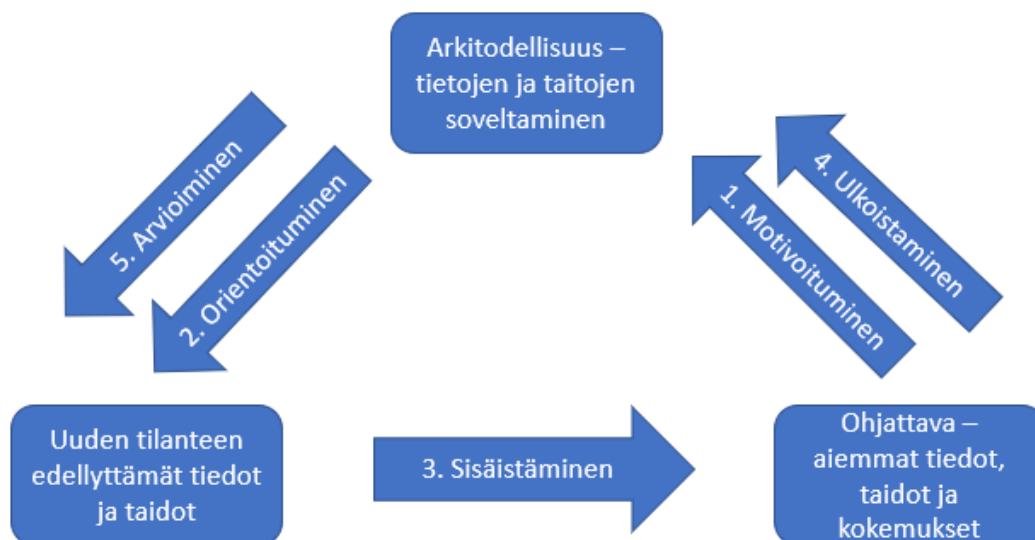 Arkitodellisuus –
tietojen ja taitojen
soveltaminen
5. Arvioiminen
2. Orientoituminen
4. Ulkoistaminen
1. Motivoituminen
Uuden tilanteen
edellyttämät tiedot
ja taidot
3. Sisäistäminen
Ohjattava –
aiemmat tiedot,
taidot ja
kokemukset